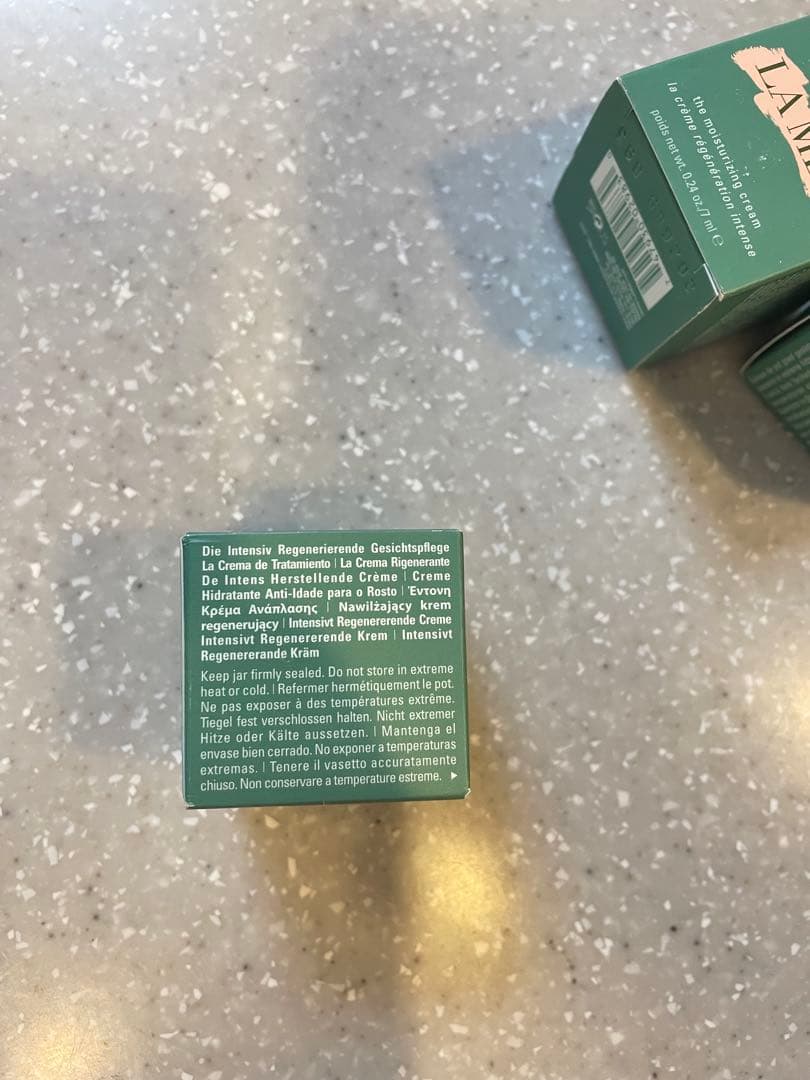 LA
the moisturizing cream
la crème régénération intense
poids net wt. 0.24 oz./7 ml ℮
Die Intensiv Regenerierende Gesichtspflege
La Crema de Tratamiento | La Crema Rigenerante
De Intens Herstellende Crème | Creme
Hidratante Anti-Idade para o Rosto | Έντονη
Κρέμα Ανάπλασης | Nawilżający krem
regenerujący | Intensivt Regenererende Creme
Intensivt Regenererende Krem | Intensivt
Regenererande Kräm
Keep jar firmly sealed. Do not store in extreme
heat or cold. | Refermer hermétiquement le pot.
Ne pas exposer à des températures extrême.
Tiegel fest verschlossen halten. Nicht extremer
Hitze oder Kälte aussetzen. | Mantenga el
envase bien cerrado. No exponer a temperaturas
extremas. | Tenere il vasetto accuratamente
chiuso. Non conservare a temperature estreme.